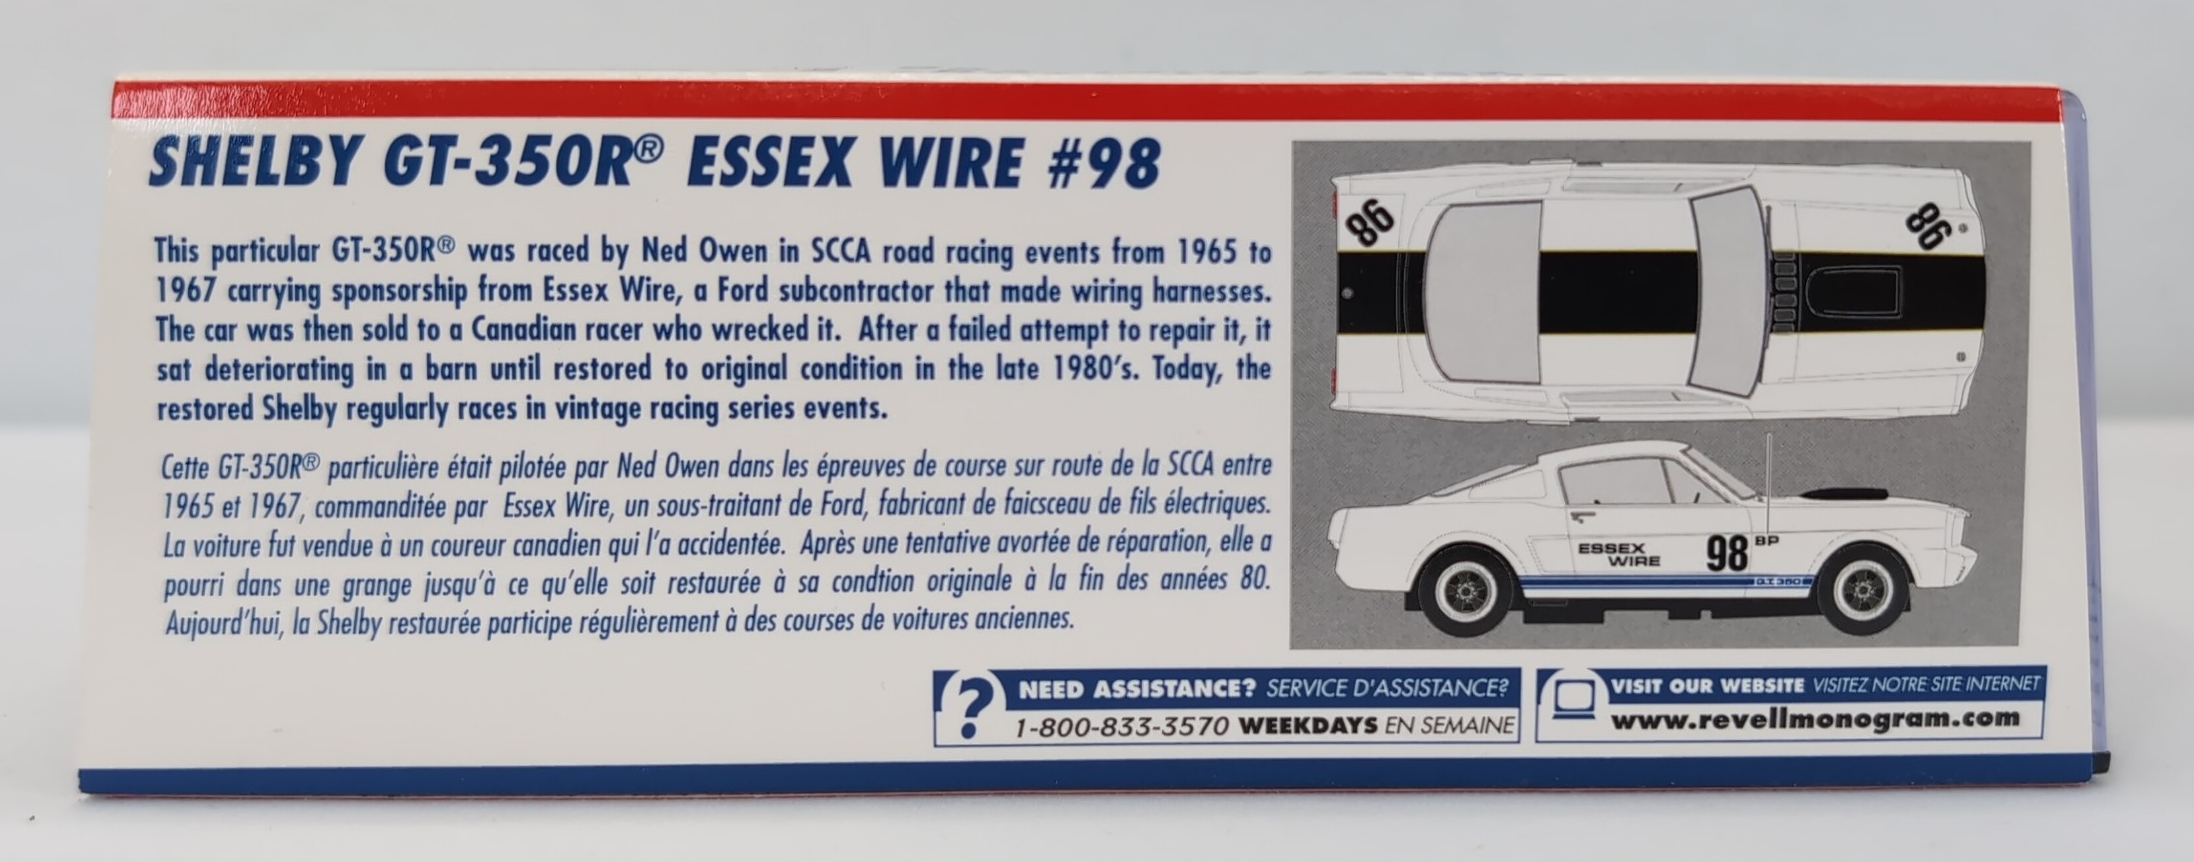 SHELBY GT-350R® ESSEX WIRE #98
This particular GT-350R® was raced by Ned Owen in SCCA road racing events from 1965 to
1967 carrying sponsorship from Essex Wire, a Ford subcontractor that made wiring harnesses.
The car was then sold to a Canadian racer who wrecked it. After a failed attempt to repair it, it
sat deteriorating in a barn until restored to original condition in the late 1980's. Today, the
restored Shelby regularly races in vintage racing series events.
Cette GT-350R® particulière était pilotée par Ned Owen dans les épreuves de course sur route de la SCCA entre
1965 et 1967, commanditée par Essex Wire, un sous-traitant de Ford, fabricant de faicsceau de fils électriques.
La voiture fut vendue à un coureur canadien qui l'a accidentée. Après une tentative avortée de réparation, elle a
pourri dans une grange jusqu'à ce qu'elle soit restaurée à sa condtion originale à la fin des années 80.
Aujourd'hui, la Shelby restaurée participe régulièrement à des courses de voitures anciennes.
98
98
ESSEX
WIRE
98 BP
GT-350
? NEED ASSISTANCE? SERVICE D'ASSISTANCE?
1-800-833-3570 WEEKDAYS EN SEMAINE
VISIT OUR WEBSITE VISITEZ NOTRE SITE INTERNET
www.revellmonogram.com